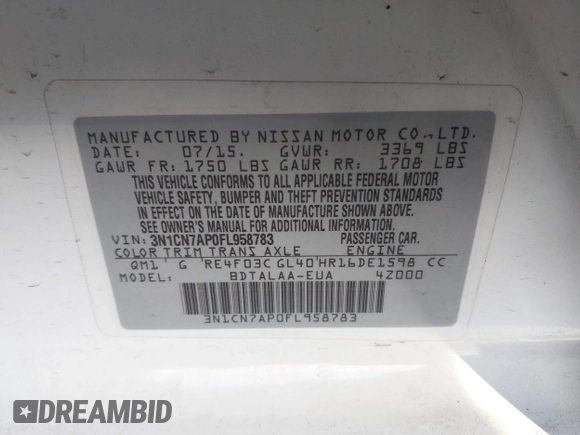 MANUFACTURED BY NISSAN MOTOR CO.,LTD.
DATE: 07/15. GVWR: 3369 LBS
GAWR FR: 1750 LBS GAWR RR: 1708 LBS
THIS VEHICLE CONFORMS TO ALL APPLICABLE FEDERAL MOTOR
VEHICLE SAFETY, BUMPER AND THEFT PREVENTION STANDARDS
IN EFFECT ON THE DATE OF MANUFACTURE SHOWN ABOVE.
SEE OWNER'S MANUAL FOR ADDITIONAL INFORMATION.
VIN: 3N1CN7AP0FL958783 PASSENGER CAR.
COLOR TRIM TRANS AXLE ENGINE
QM1 G RE4F03C GL40 HR16DE1598 CC
MODEL: BDTALAA-EUA 4Z000
3N1CN7AP0FL958783
DREAMBID